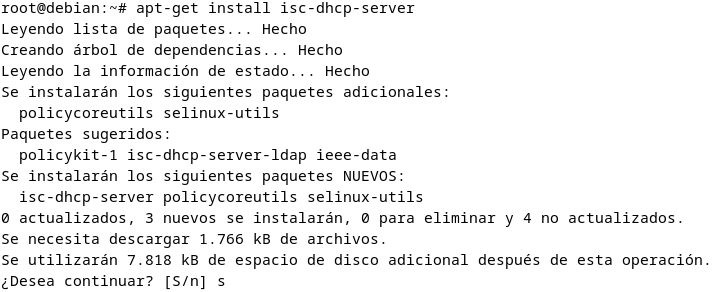 root@debian:~# apt-get install isc-dhcp-server
Leyendo lista de paquetes... Hecho
Creando árbol de dependencias... Hecho
Leyendo la información de estado... Hecho
Se instalarán los siguientes paquetes adicionales:
  policycoreutils selinux-utils
Paquetes sugeridos:
  policykit-1 isc-dhcp-server-ldap ieee-data
Se instalarán los siguientes paquetes NUEVOS:
  isc-dhcp-server policycoreutils selinux-utils
0 actualizados, 3 nuevos se instalarán, 0 para eliminar y 4 no actualizados.
Se necesita descargar 1.766 kB de archivos.
Se utilizarán 7.818 kB de espacio de disco adicional después de esta operación.
¿Desea continuar? [S/n] s